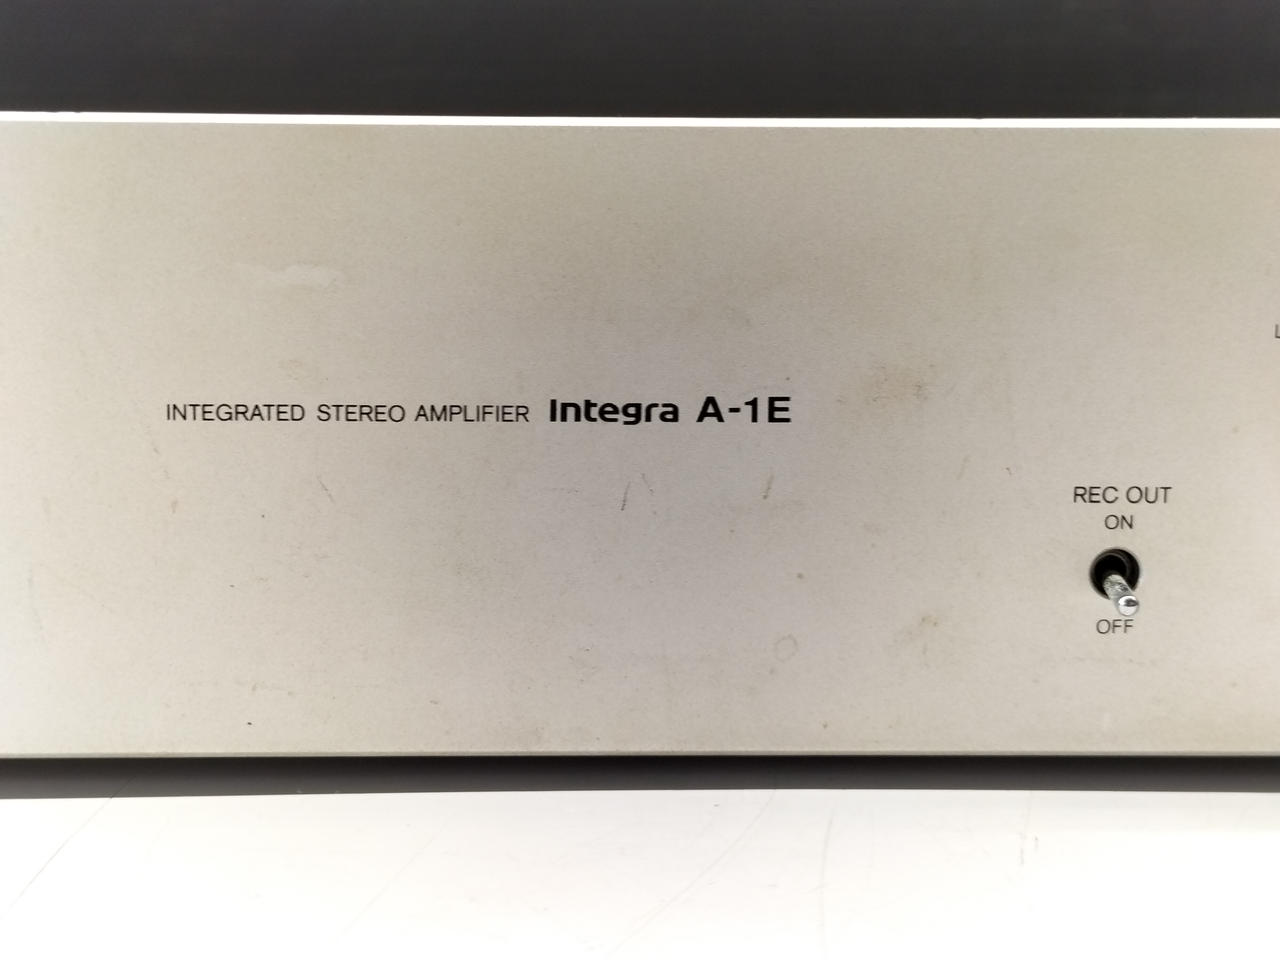 INTEGRATED STEREO AMPLIFIER Integra A-1E
REC OUT
ON
OFF